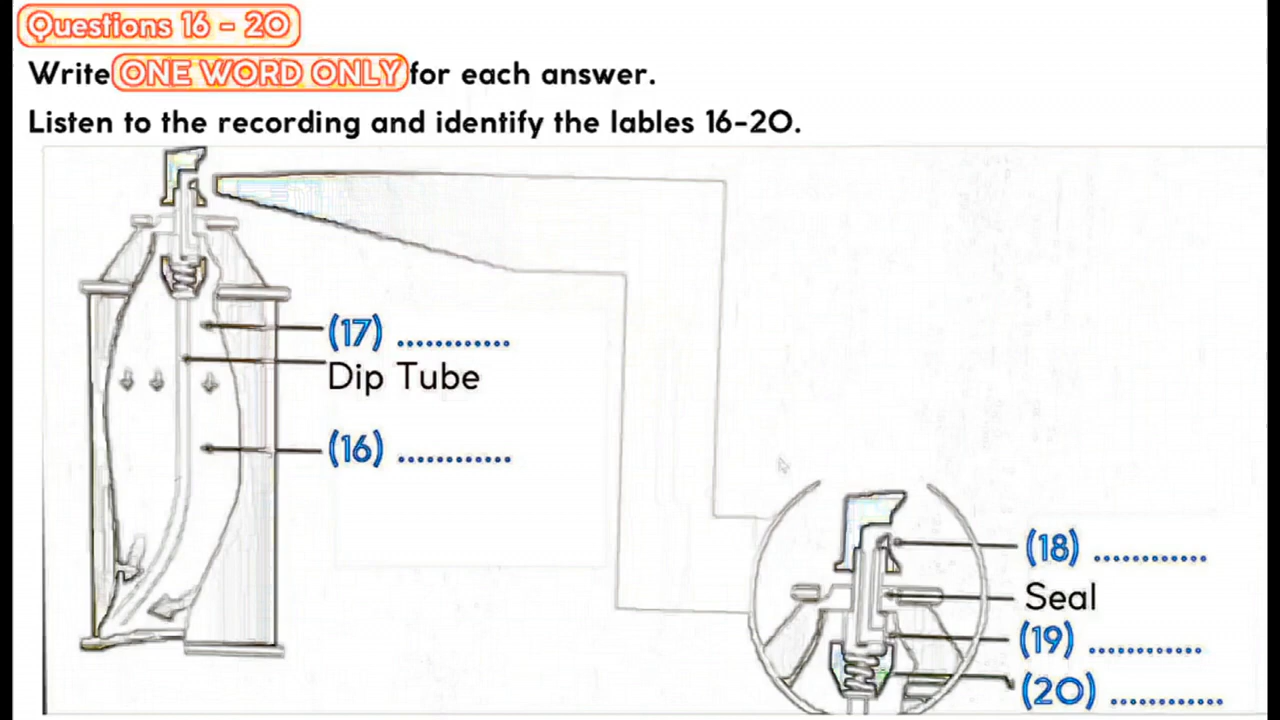 Questions 16 - 20
Write ONE WORD ONLY for each answer.
Listen to the recording and identify the lables 16-20.
(17) ............
Dip Tube
(16) ............
(18) ............
Seal
(19) ............
(20) ............